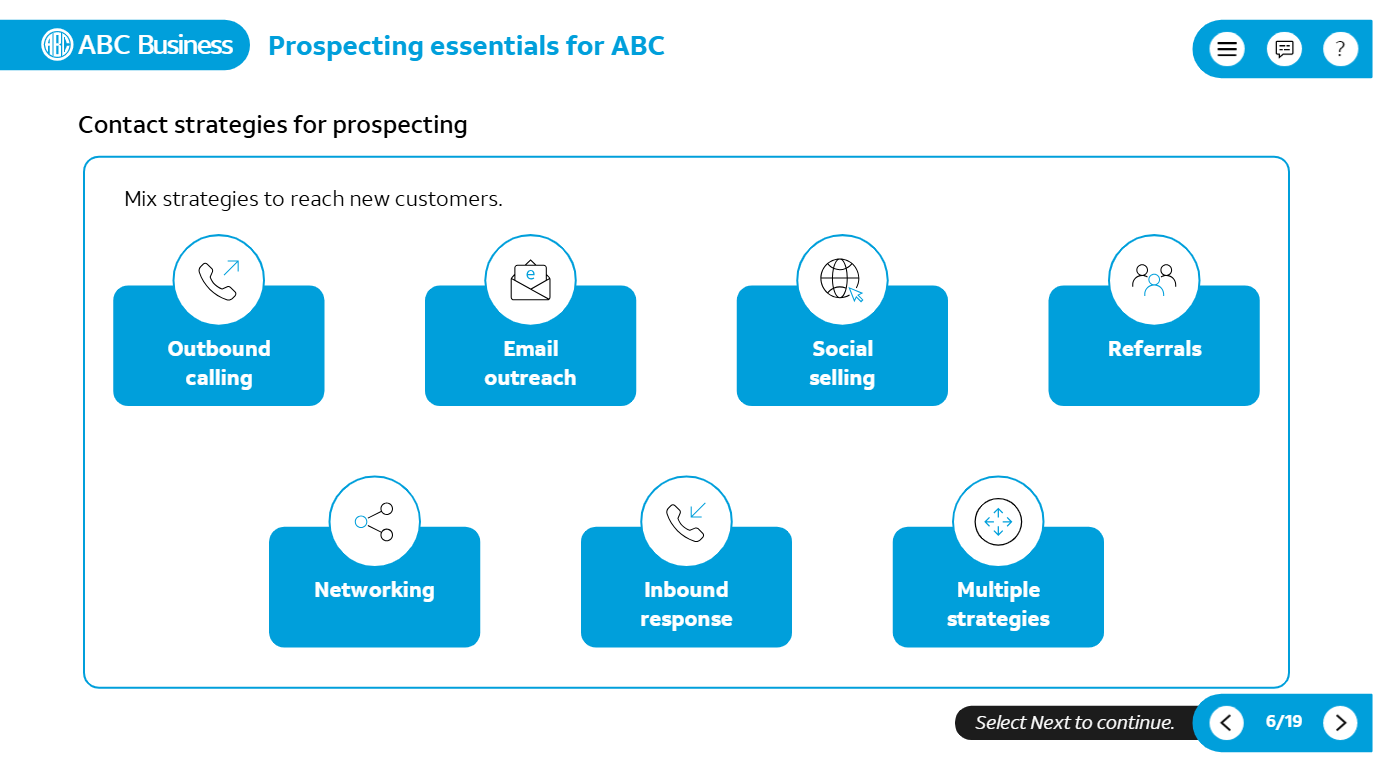 ABC ABC Business
Prospecting essentials for ABC
?
Contact strategies for prospecting
Mix strategies to reach new customers.
e
Outbound
calling
Email
outreach
Social
selling
Referrals
Networking
Inbound
response
Multiple
strategies
Select Next to continue.
6/19